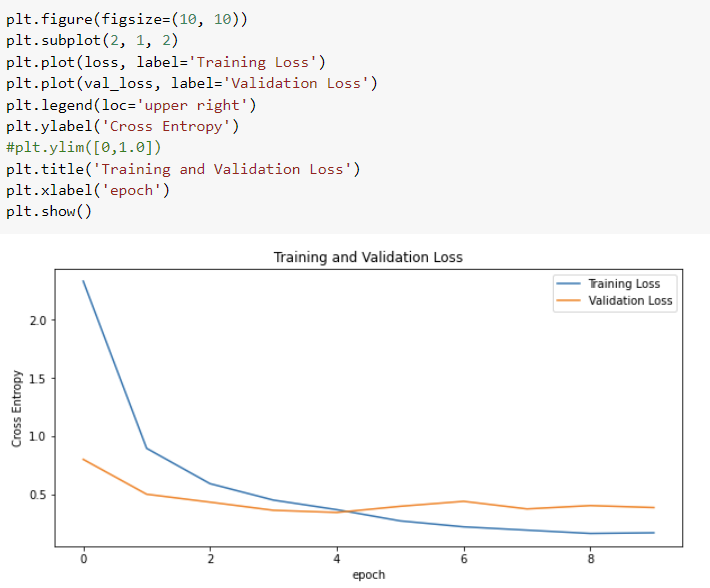 plt.figure(figsize=(10, 10))
plt.subplot(2, 1, 2)
plt.plot(loss, label='Training Loss')
plt.plot(val_loss, label='Validation Loss')
plt.legend(loc='upper right')
plt.ylabel('Cross Entropy')
#plt.ylim([0,1.0])
plt.title('Training and Validation Loss')
plt.xlabel('epoch')
plt.show()
Training and Validation Loss
Training Loss
Validation Loss
Cross Entropy
2.0
1.5
1.0
0.5
0 2 4 6 8
epoch